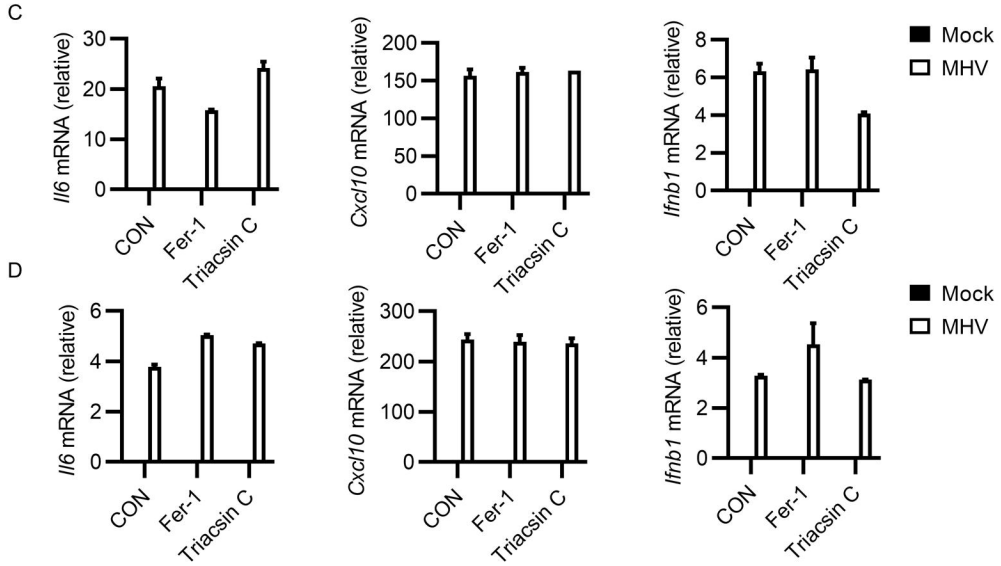 C
Il6 mRNA (relative)
30
20
10
0
CON
Fer-1
Triacsin C
Cxcl10 mRNA (relative)
200
150
100
50
0
CON
Fer-1
Triacsin C
Ifnb1 mRNA (relative)
8
6
4
2
0
CON
Fer-1
Triacsin C
Mock
MHV
D
Il6 mRNA (relative)
6
4
2
0
CON
Fer-1
Triacsin C
Cxcl10 mRNA (relative)
300
200
100
0
CON
Fer-1
Triacsin C
Ifnb1 mRNA (relative)
6
4
2
0
CON
Fer-1
Triacsin C
Mock
MHV